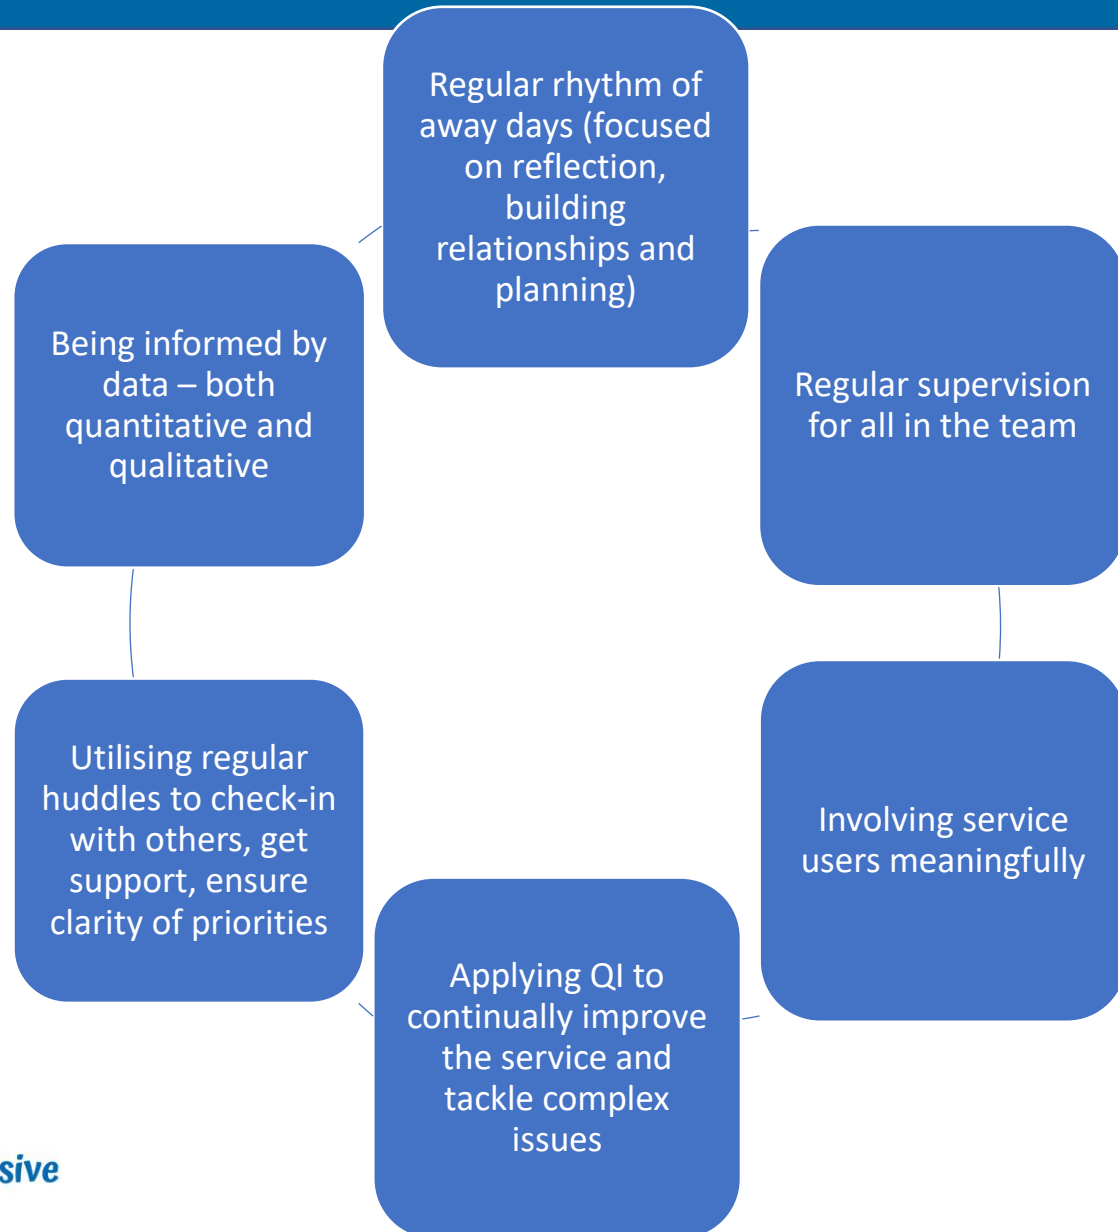 Regular rhythm of
away days (focused
on reflection,
building
relationships and
planning)
Regular supervision
for all in the team
Involving service
users meaningfully
Applying QI to
continually improve
the service and
tackle complex
issues
Utilising regular
huddles to check-in
with others, get
support, ensure
clarity of priorities
Being informed by
data – both
quantitative and
qualitative